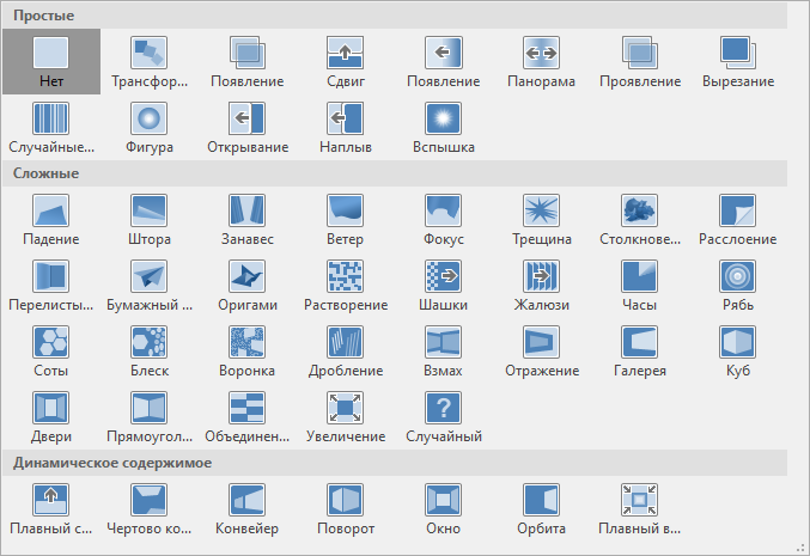 Простые
Нет Трансфор... Появление Сдвиг Появление Панорама Проявление Вырезание
Случайные... Фигура Открывание Наплыв Вспышка
Сложные
Падение Штора Занавес Ветер Фокус Трещина Столкнове... Расслоение
Перелисты... Бумажный ... Оригами Растворение Шашки Жалюзи Часы Рябь
Соты Блеск Воронка Дробление Взмах Отражение Галерея Куб
Двери Прямоугол... Объединен... Увеличение ? Случайный
Динамическое содержимое
Плавный с... Чертово ко... Конвейер Поворот Окно Орбита Плавный в...